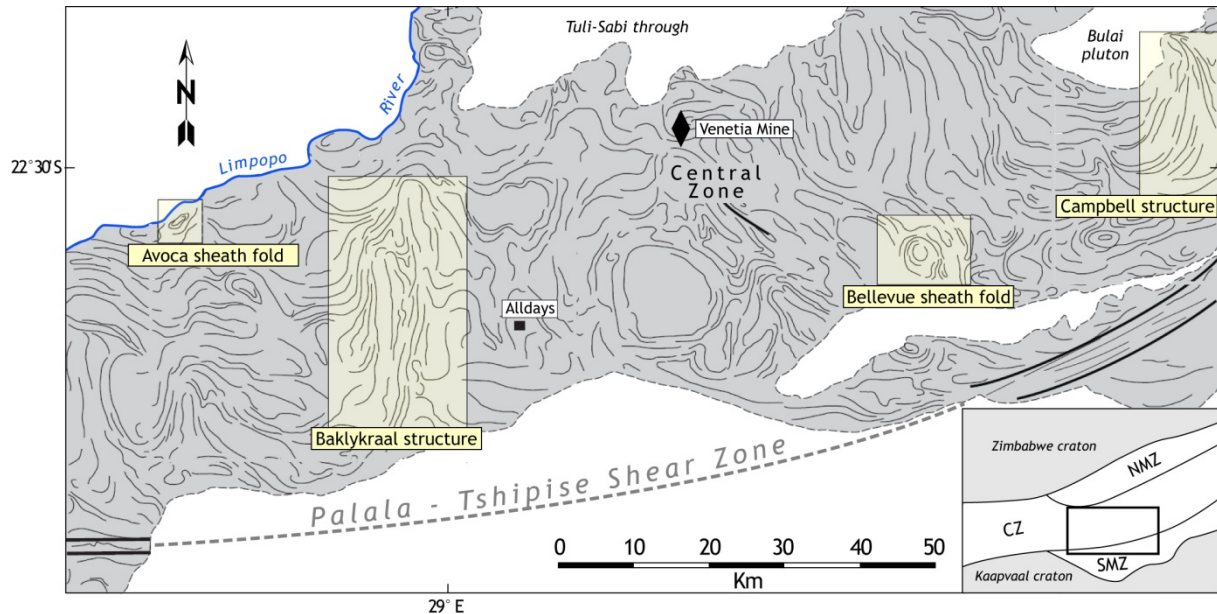 Tuli-Sabi through
Bulai
pluton
N
River
Limpopo
Venetia Mine
22°30'S
Central
Zone
Campbell structure
Avoca sheath fold
Bellevue sheath fold
Alldays
Baklykraal structure
Palala - Tshipise Shear Zone
Zimbabwe craton
NMZ
CZ
SMZ
Kaapvaal craton
0 10 20 30 40 50
Km
29° E